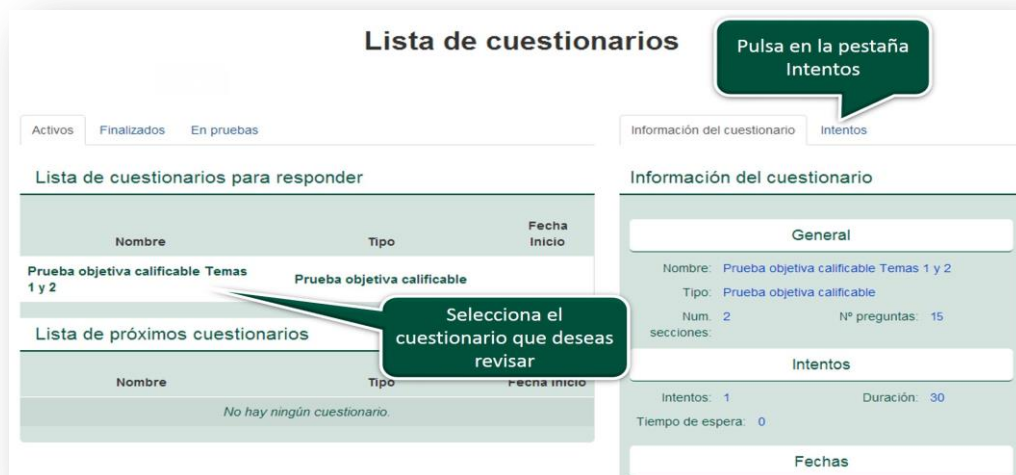 Lista de cuestionarios
Pulsa en la pestaña
Intentos
Activos Finalizados En pruebas
Lista de cuestionarios para responder
Nombre Tipo Fecha
Inicio
Prueba objetiva calificable Temas
1 y 2
Prueba objetiva calificable
Selecciona el
cuestionario que deseas
revisar
Lista de próximos cuestionarios
Nombre Tipo Fecha Inicio
No hay ningún cuestionario.
Información del cuestionario Intentos
Información del cuestionario
General
Nombre: Prueba objetiva calificable Temas 1 y 2
Tipo: Prueba objetiva calificable
Num. secciones: 2 Nº preguntas: 15
Intentos
Intentos: 1 Duración: 30
Tiempo de espera: 0
Fechas